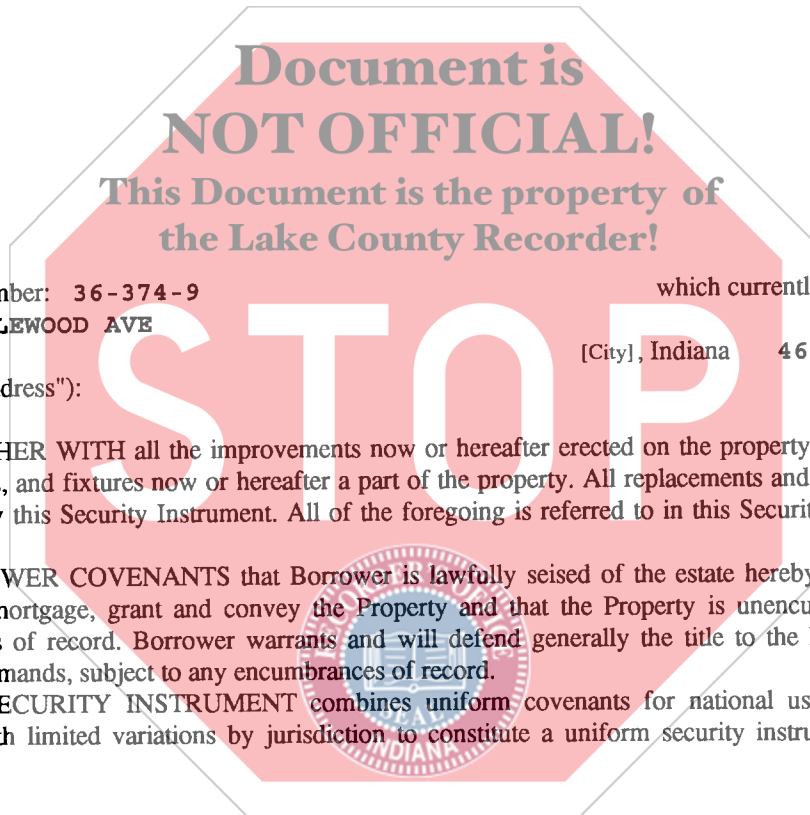 Document is
NOT OFFICIAL!
This Document is the property of
the Lake County Recorder!
nber: 36-374-9 which currentl
LEWOOD AVE
[City], Indiana 46
dress"):
STOP
HER WITH all the improvements now or hereafter erected on the property
, and fixtures now or hereafter a part of the property. All replacements and
this Security Instrument. All of the foregoing is referred to in this Securit
WER COVENANTS that Borrower is lawfully seised of the estate hereby
nortgage, grant and convey the Property and that the Property is unencu
s of record. Borrower warrants and will defend generally the title to the
mands, subject to any encumbrances of record.
ECURITY INSTRUMENT combines uniform covenants for national us
th limited variations by jurisdiction to constitute a uniform security instru
SEAL
INDIANA